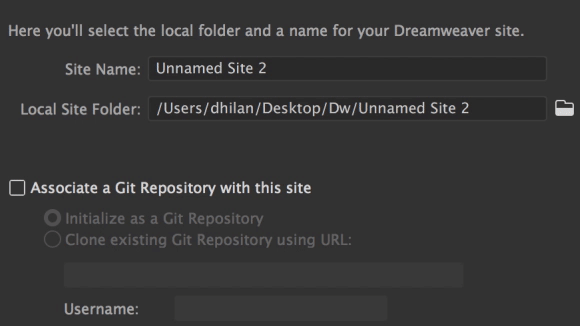 Here you'll select the local folder and a name for your Dreamweaver site.
Site Name: Unnamed Site 2
Local Site Folder: /Users/dhilan/Desktop/Dw/Unnamed Site 2
Associate a Git Repository with this site
Initialize as a Git Repository
Clone existing Git Repository using URL:
Username: